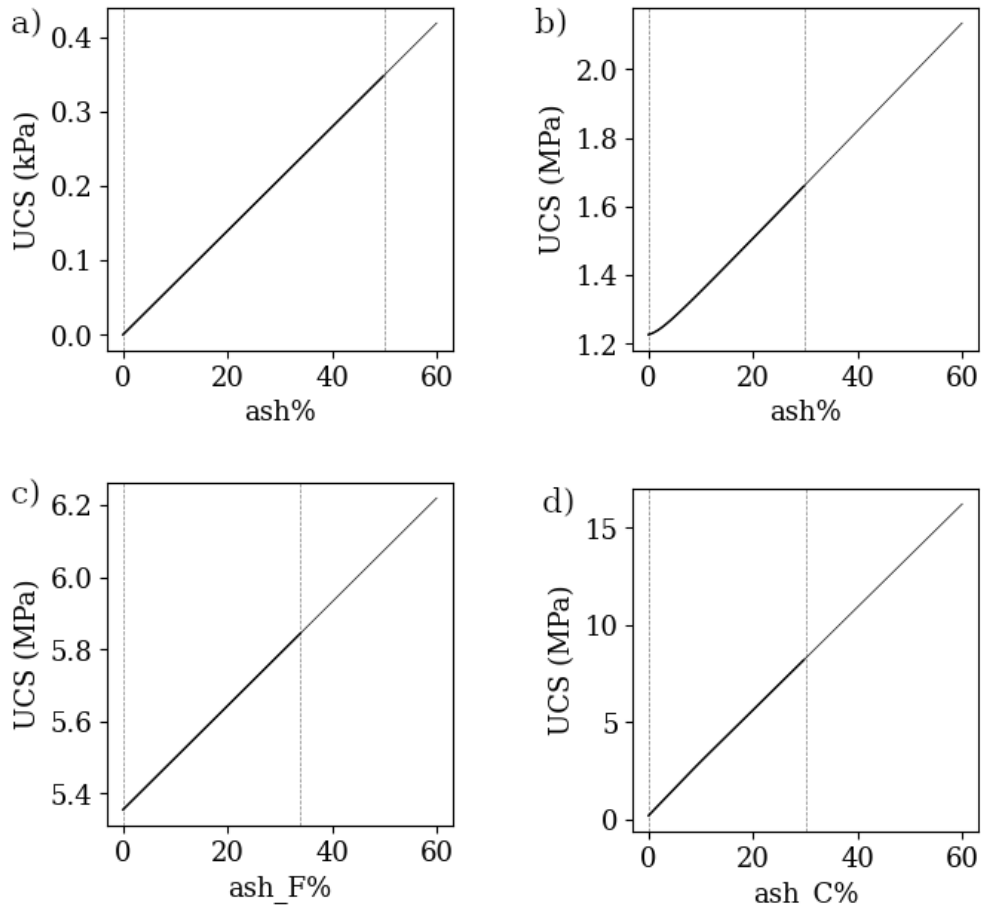 a)
UCS (kPa)
0.4
0.3
0.2
0.1
0.0
0 20 40 60
ash%
b)
UCS (MPa)
2.0
1.8
1.6
1.4
1.2
0 20 40 60
ash%
c)
UCS (MPa)
6.2
6.0
5.8
5.6
5.4
0 20 40 60
ash_F%
d)
UCS (MPa)
15
10
5
0
0 20 40 60
ash_C%